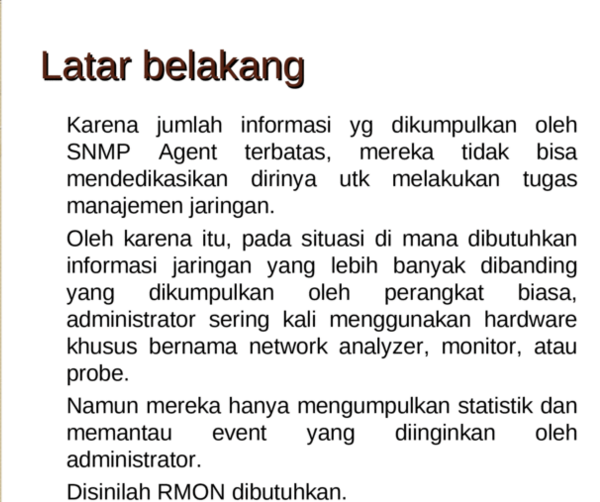 Latar belakang
Karena jumlah informasi yg dikumpulkan oleh
SNMP Agent terbatas, mereka tidak bisa
mendedikasikan dirinya utk melakukan tugas
manajemen jaringan.
Oleh karena itu, pada situasi di mana dibutuhkan
informasi jaringan yang lebih banyak dibanding
yang dikumpulkan oleh perangkat biasa,
administrator sering kali menggunakan hardware
khusus bernama network analyzer, monitor, atau
probe.
Namun mereka hanya mengumpulkan statistik dan
memantau event yang diinginkan oleh
administrator.
Disinilah RMON dibutuhkan.